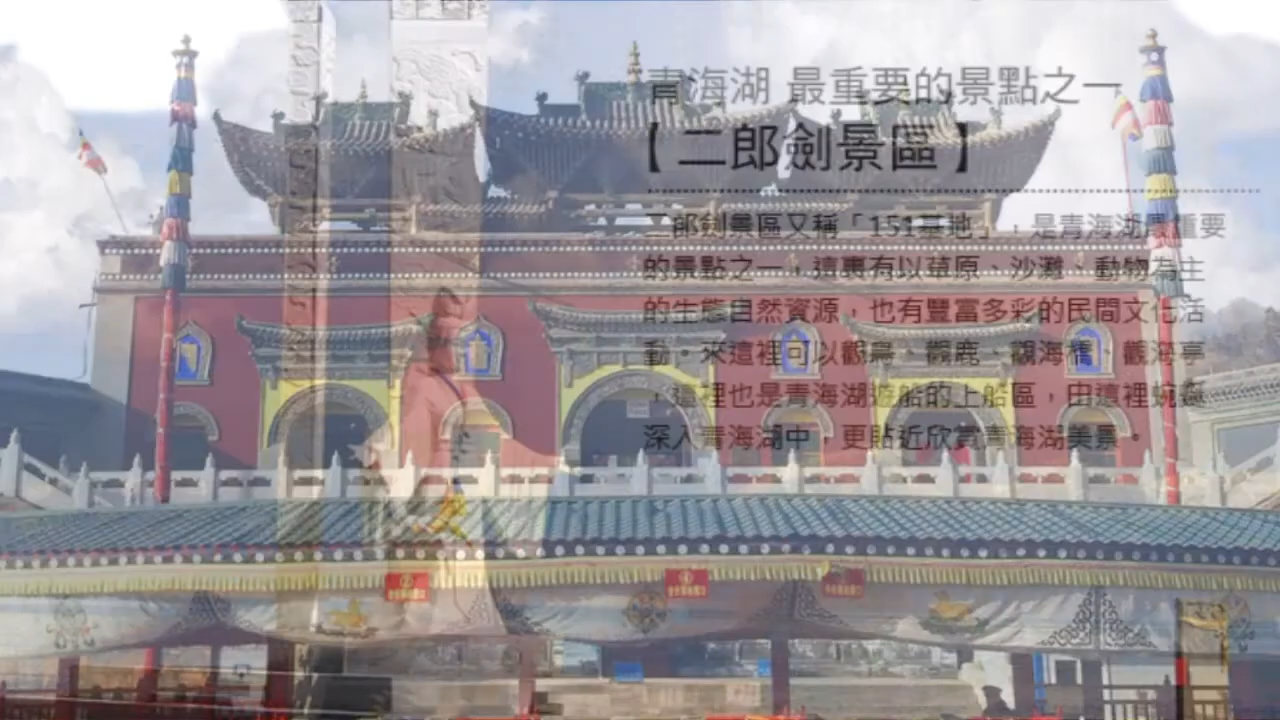 青海湖 最重要的景點之一
【二郎劍景區】
二郎劍景區又稱「151基地」，是青海湖最重要
的景點之一，這裏有以草原、沙灘、動物為主
的生態自然資源，也有豐富多彩的民間文化活
動。來這裡可以觀鳥、觀鹿、觀海橋、觀海亭
，這裡也是青海湖遊船的上船區，由這裡蜿蜒
深入青海湖中，更貼近欣賞青海湖美景。